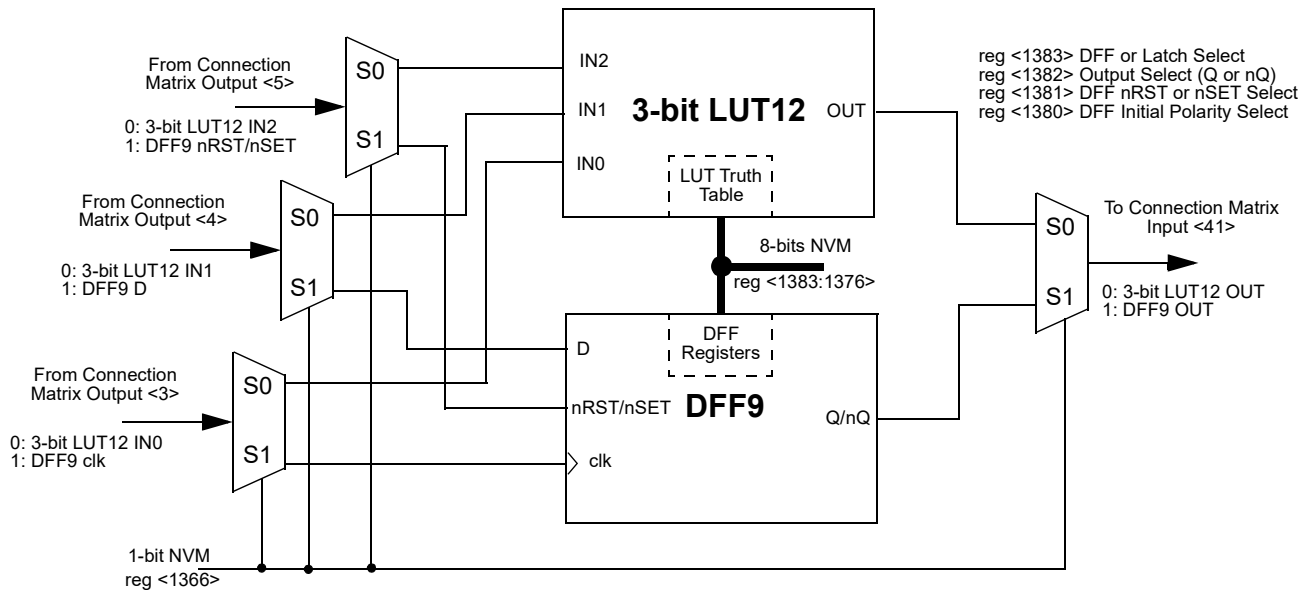 From Connection
Matrix Output <5>
0: 3-bit LUT12 IN2
1: DFF9 nRST/nSET
S0
S1
From Connection
Matrix Output <4>
0: 3-bit LUT12 IN1
1: DFF9 D
S0
S1
From Connection
Matrix Output <3>
0: 3-bit LUT12 IN0
1: DFF9 clk
S0
S1
1-bit NVM
reg <1366>
IN2
IN1
IN0
3-bit LUT12
OUT
LUT Truth
Table
8-bits NVM
reg <1383:1376>
DFF
Registers
D
nRST/nSET
clk
DFF9
Q/nQ
reg <1383> DFF or Latch Select
reg <1382> Output Select (Q or nQ)
reg <1381> DFF nRST or nSET Select
reg <1380> DFF Initial Polarity Select
S0
S1
To Connection Matrix
Input <41>
0: 3-bit LUT12 OUT
1: DFF9 OUT